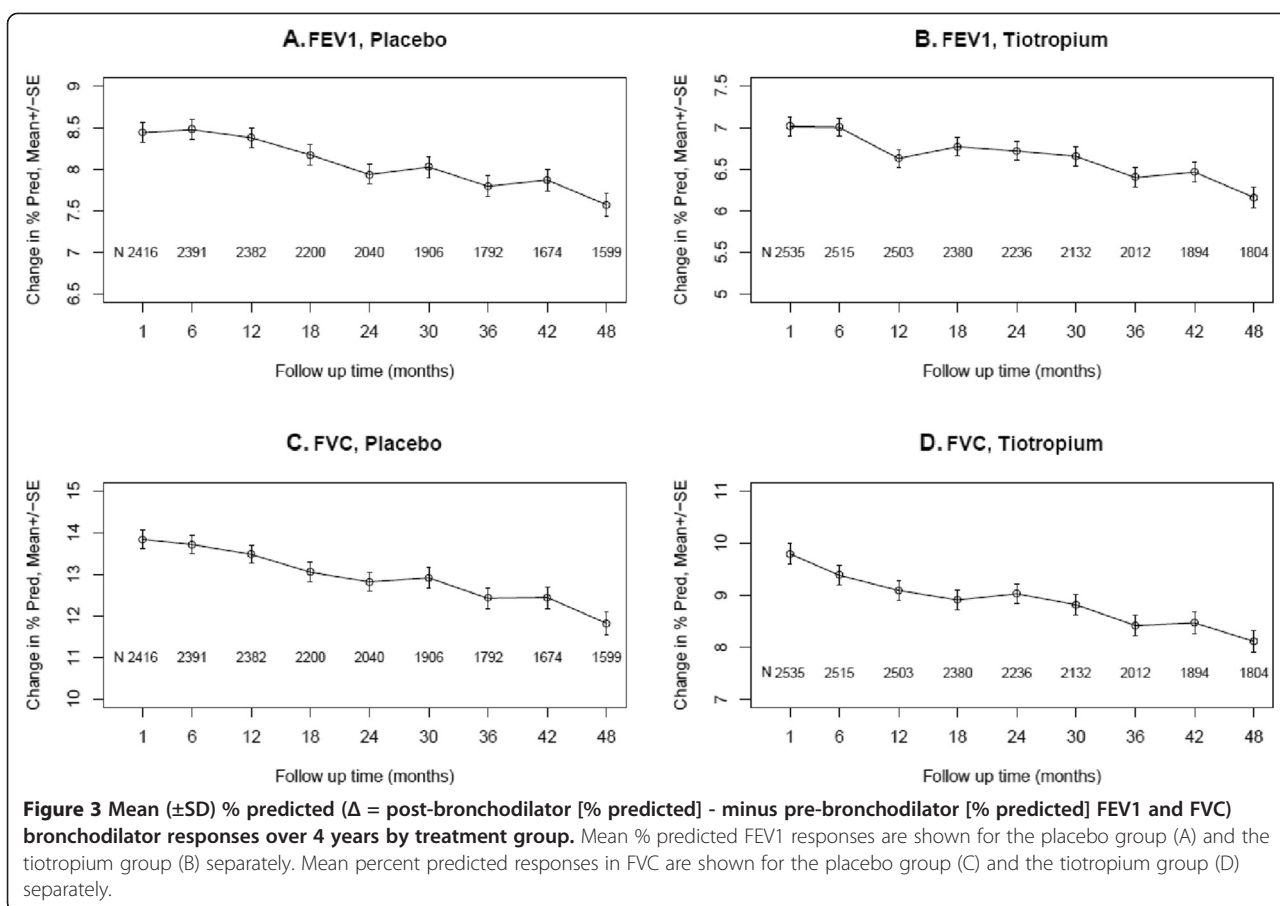 A. FEV1, Placebo
Change in % Pred, Mean+/−SE
9
8.5
8
7.5
7
6.5
N 2416 2391 2382 2200 2040 1906 1792 1674 1599
1 6 12 18 24 30 36 42 48
Follow up time (months)
B. FEV1, Tiotropium
Change in % Pred, Mean+/−SE
7.5
7
6.5
6
5.5
5
N 2535 2515 2503 2380 2236 2132 2012 1894 1804
1 6 12 18 24 30 36 42 48
Follow up time (months)
C. FVC, Placebo
Change in % Pred, Mean+/−SE
15
14
13
12
11
10
N 2416 2391 2382 2200 2040 1906 1792 1674 1599
1 6 12 18 24 30 36 42 48
Follow up time (months)
D. FVC, Tiotropium
Change in % Pred, Mean+/−SE
11
10
9
8
7
N 2535 2515 2503 2380 2236 2132 2012 1894 1804
1 6 12 18 24 30 36 42 48
Follow up time (months)
Figure 3 Mean (±SD) % predicted (Δ = post-bronchodilator [% predicted] - minus pre-bronchodilator [% predicted] FEV1 and FVC)
bronchodilator responses over 4 years by treatment group. Mean % predicted FEV1 responses are shown for the placebo group (A) and the
tiotropium group (B) separately. Mean percent predicted responses in FVC are shown for the placebo group (C) and the tiotropium group (D)
separately.